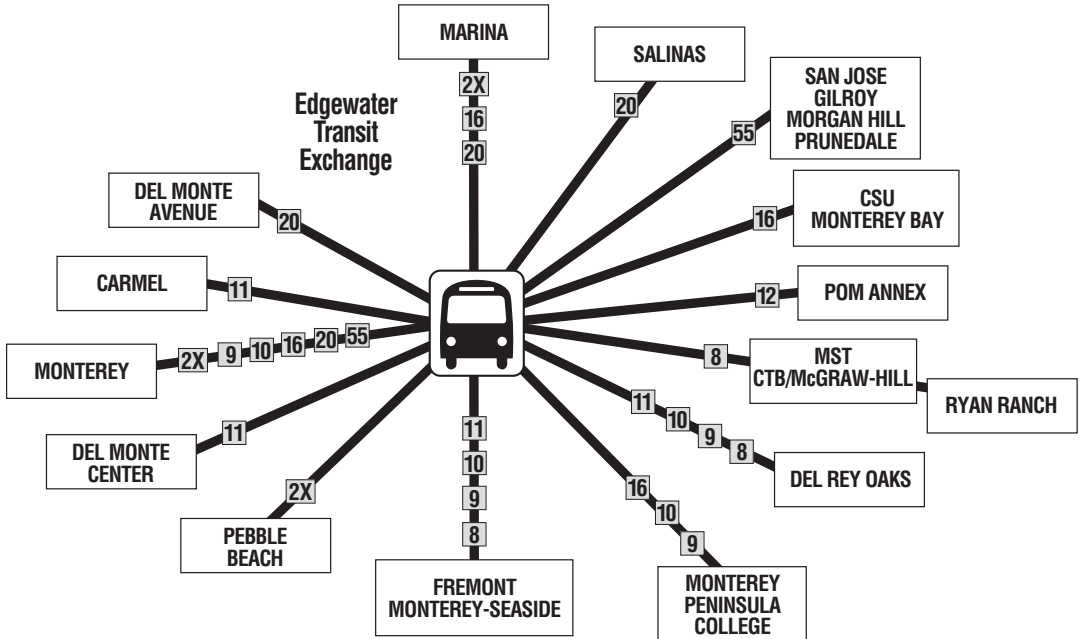 MARINA
2X
16
20
SALINAS
20
SAN JOSE
GILROY
MORGAN HILL
PRUNEDALE
55
Edgewater
Transit
Exchange
DEL MONTE
AVENUE
20
CSU
MONTEREY BAY
16
CARMEL
11
POM ANNEX
12
MONTEREY
2X 9 10 16 20 55
MST
CTB/McGRAW-HILL
8
RYAN RANCH
DEL MONTE
CENTER
11
11
10
9
8
DEL REY OAKS
PEBBLE
BEACH
2X
11
10
9
8
FREMONT
MONTEREY-SEASIDE
16
10
9
MONTEREY
PENINSULA
COLLEGE